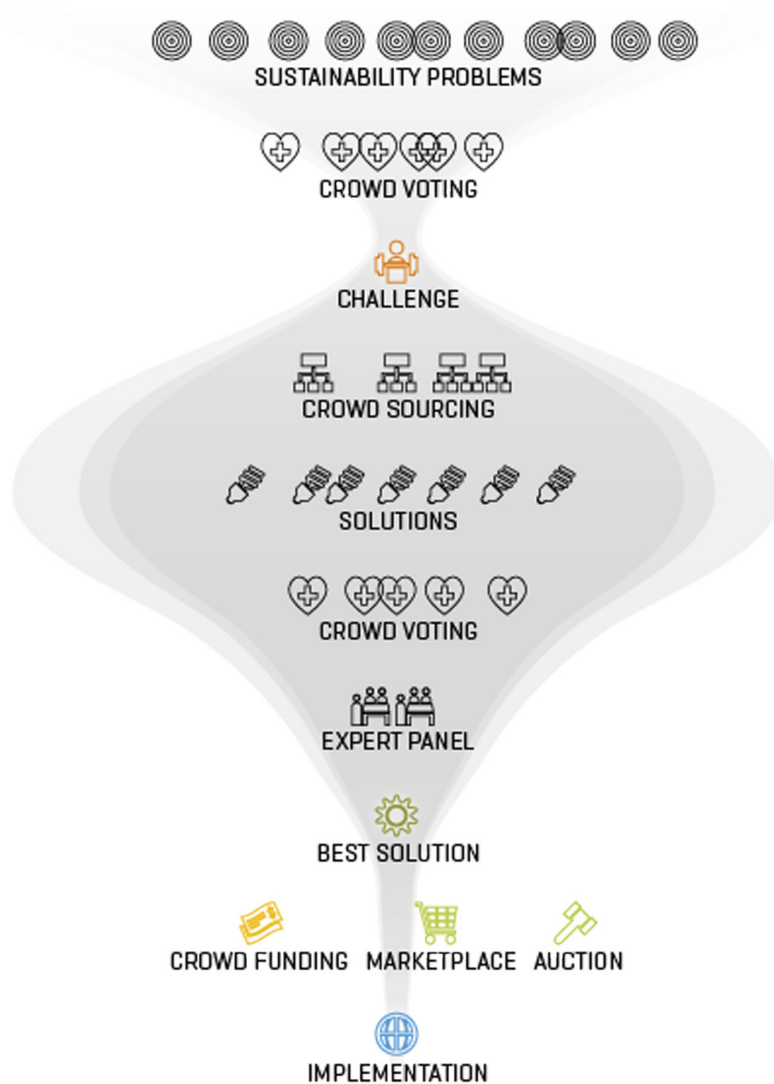 SUSTAINABILITY PROBLEMS
CROWD VOTING
CHALLENGE
CROWD SOURCING
SOLUTIONS
CROWD VOTING
EXPERT PANEL
BEST SOLUTION
CROWD FUNDING MARKETPLACE AUCTION
IMPLEMENTATION